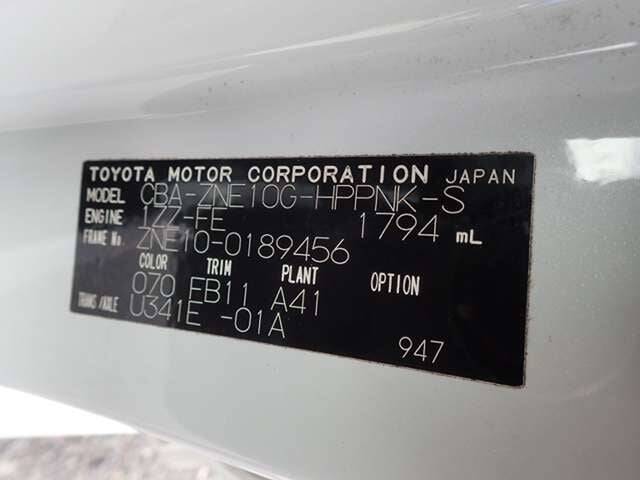 TOYOTA MOTOR CORPORATION JAPAN
MODEL CBA-ZNE10G-HPPNK-S
ENGINE 1ZZ-FE 1794 mL
FRAME No. ZNE10-0189456
COLOR TRIM PLANT OPTION
070 EB11 A41
TRANS/AXLE U341E -01A
947